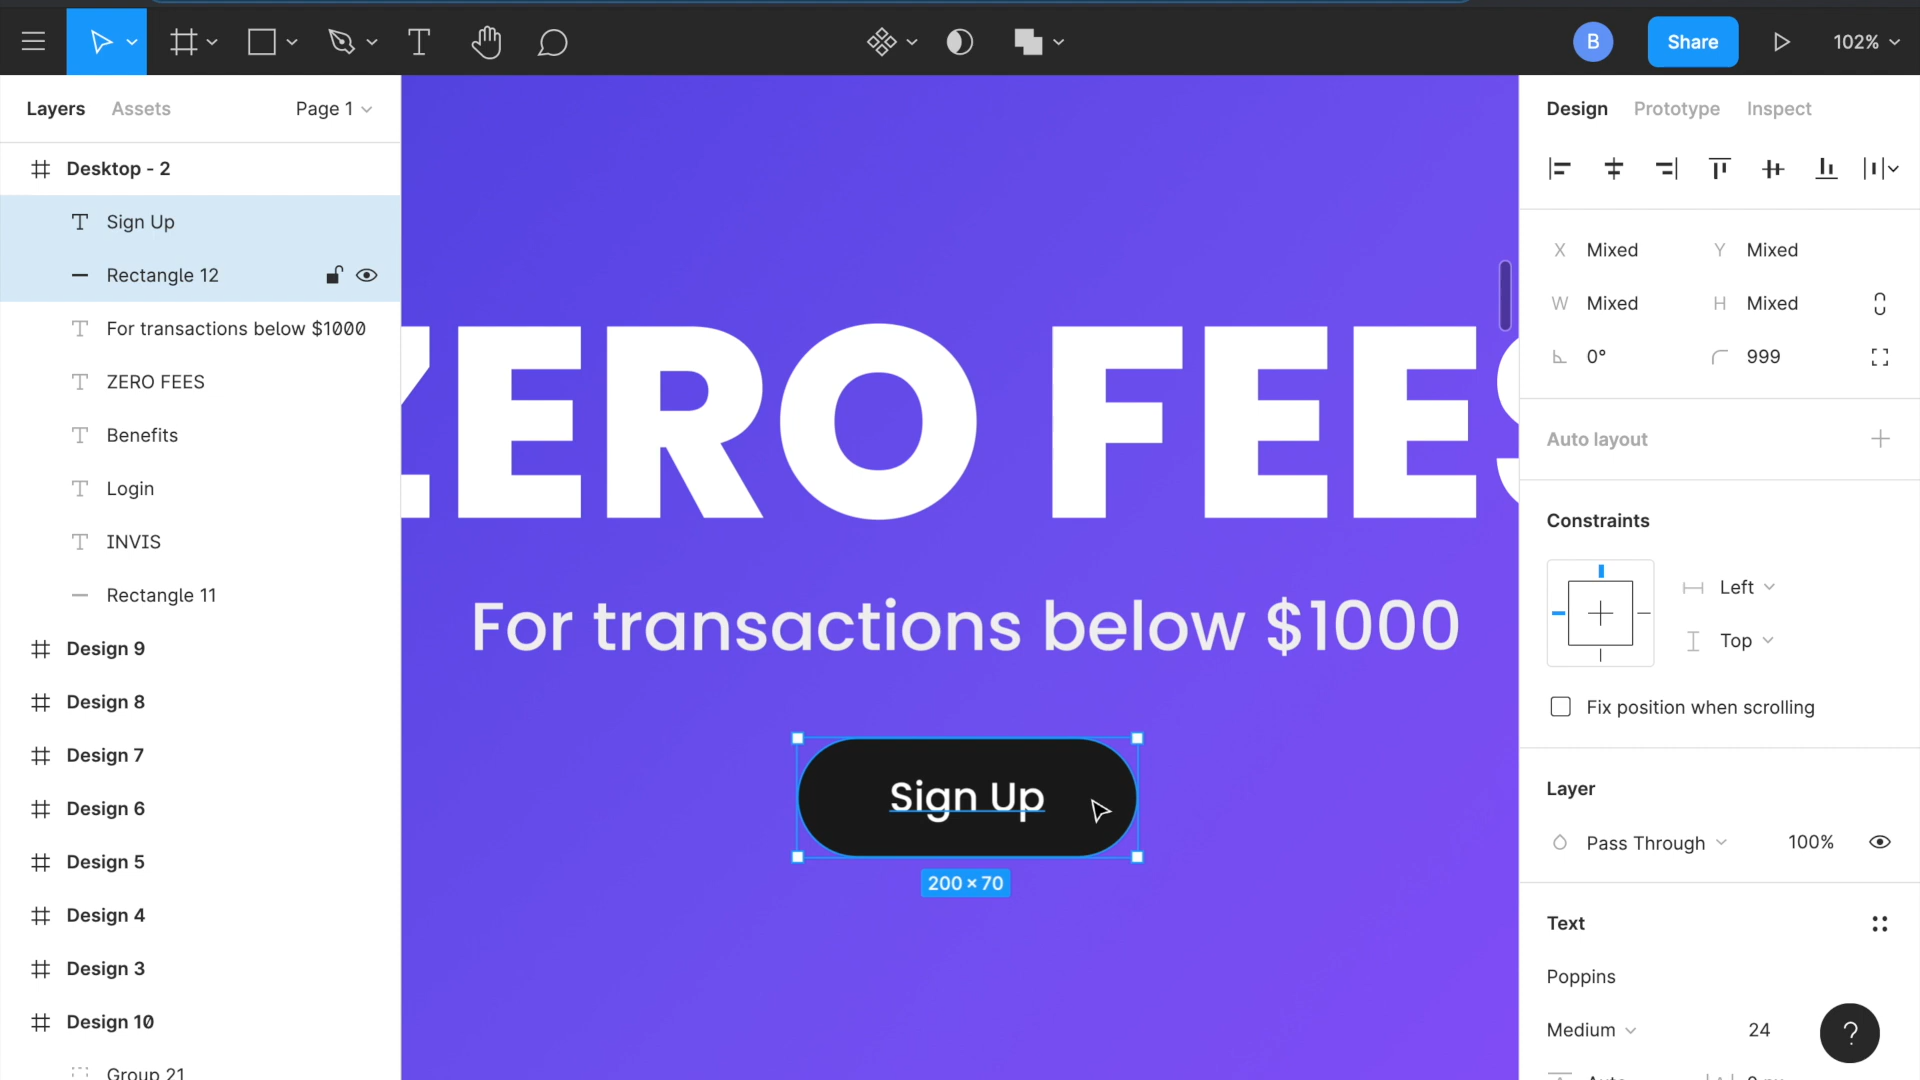 B
Share
102%
Layers
Assets
Page 1
Desktop - 2
Sign Up
Rectangle 12
For transactions below $1000
ZERO FEES
Benefits
Login
INVIS
Rectangle 11
Design 9
Design 8
Design 7
Design 6
Design 5
Design 4
Design 3
Design 10
Group 21
ZERO FEES
For transactions below $1000
Sign Up
200 × 70
Design
Prototype
Inspect
X Mixed
Y Mixed
W Mixed
H Mixed
0°
999
Auto layout
Constraints
Left
Top
Fix position when scrolling
Layer
Pass Through
100%
Text
Poppins
Medium
24
?